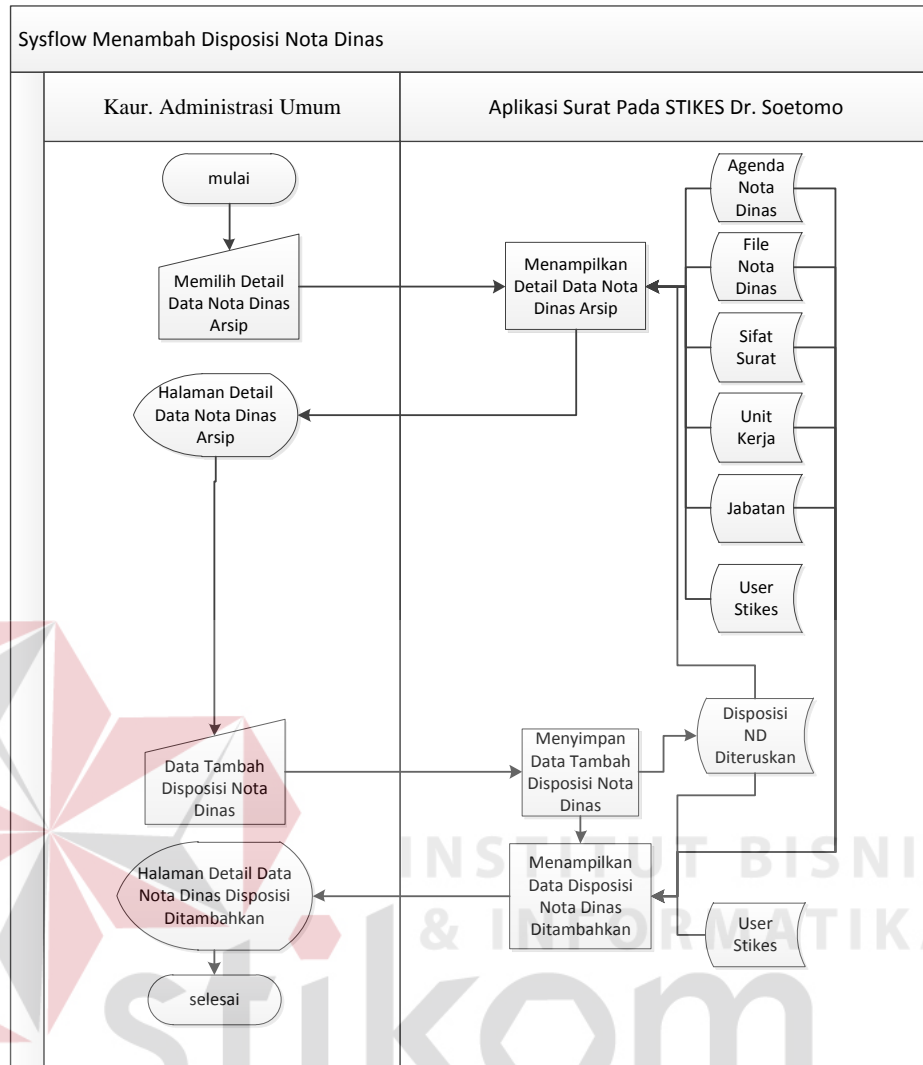 Sysflow Menambah Disposisi Nota Dinas
Kaur. Administrasi Umum
Aplikasi Surat Pada STIKES Dr. Soetomo
mulai
Memilih Detail
Data Nota Dinas
Arsip
Menampilkan
Detail Data Nota
Dinas Arsip
Agenda
Nota
Dinas
File
Nota
Dinas
Sifat
Surat
Unit
Kerja
Jabatan
User
Stikes
Halaman Detail
Data Nota Dinas
Arsip
Data Tambah
Disposisi Nota
Dinas
Menyimpan
Data Tambah
Disposisi Nota
Dinas
Disposisi
ND
Diteruskan
Menampilkan
Data Disposisi
Nota Dinas
Ditambahkan
User
Stikes
Halaman Detail Data
Nota Dinas Disposisi
Ditambahkan
selesai
INSTITUT BISNI
& INFORMATIKA
stikom